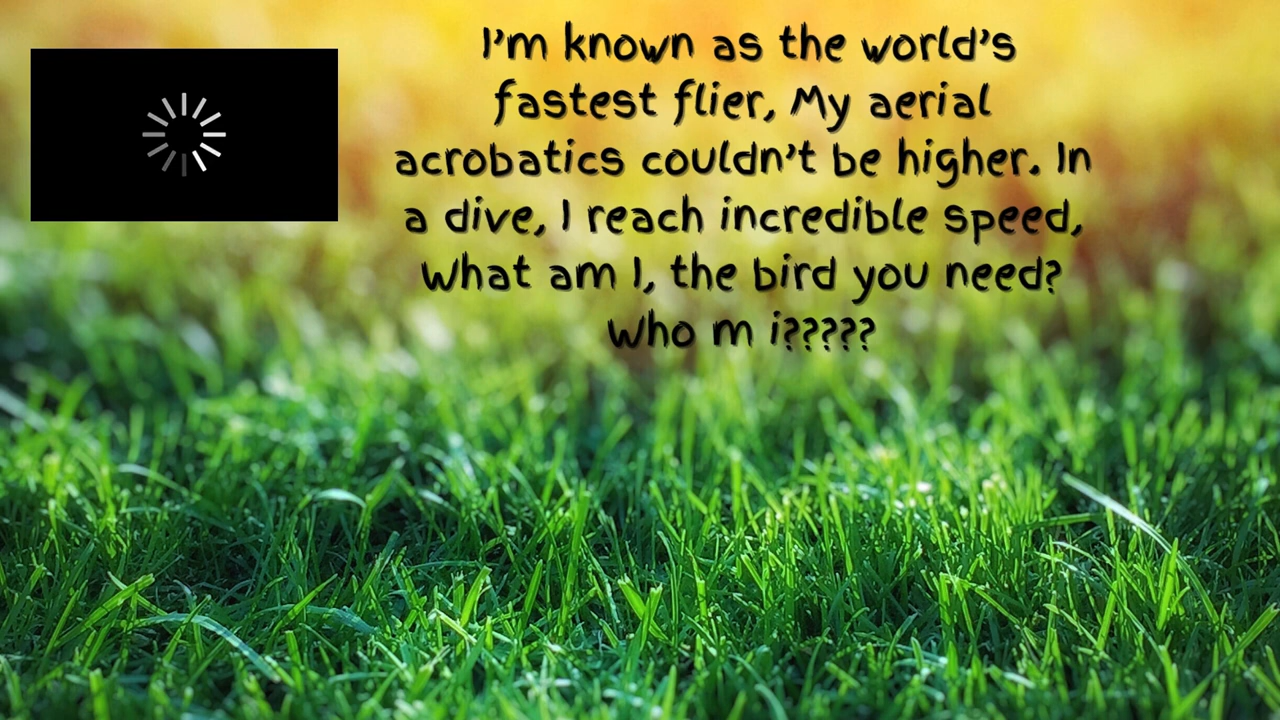 I'm known as the world's
fastest flier, My aerial
acrobatics couldn't be higher. In
a dive, I reach incredible speed,
What am I, the bird you need?
Who m i?????